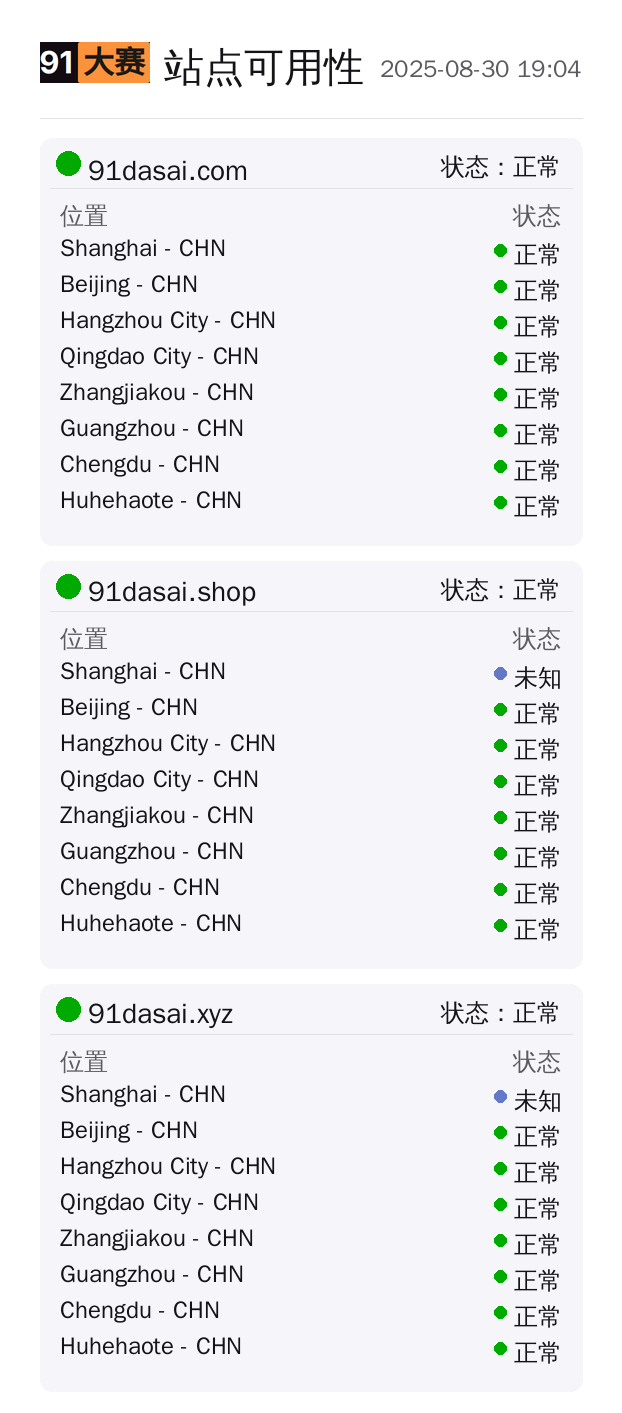 91大赛 站点可用性 2025-08-30 19:04
91dasai.com 状态：正常
位置 状态
Shanghai - CHN 正常
Beijing - CHN 正常
Hangzhou City - CHN 正常
Qingdao City - CHN 正常
Zhangjiakou - CHN 正常
Guangzhou - CHN 正常
Chengdu - CHN 正常
Huhehaote - CHN 正常
91dasai.shop 状态：正常
位置 状态
Shanghai - CHN 未知
Beijing - CHN 正常
Hangzhou City - CHN 正常
Qingdao City - CHN 正常
Zhangjiakou - CHN 正常
Guangzhou - CHN 正常
Chengdu - CHN 正常
Huhehaote - CHN 正常
91dasai.xyz 状态：正常
位置 状态
Shanghai - CHN 未知
Beijing - CHN 正常
Hangzhou City - CHN 正常
Qingdao City - CHN 正常
Zhangjiakou - CHN 正常
Guangzhou - CHN 正常
Chengdu - CHN 正常
Huhehaote - CHN 正常